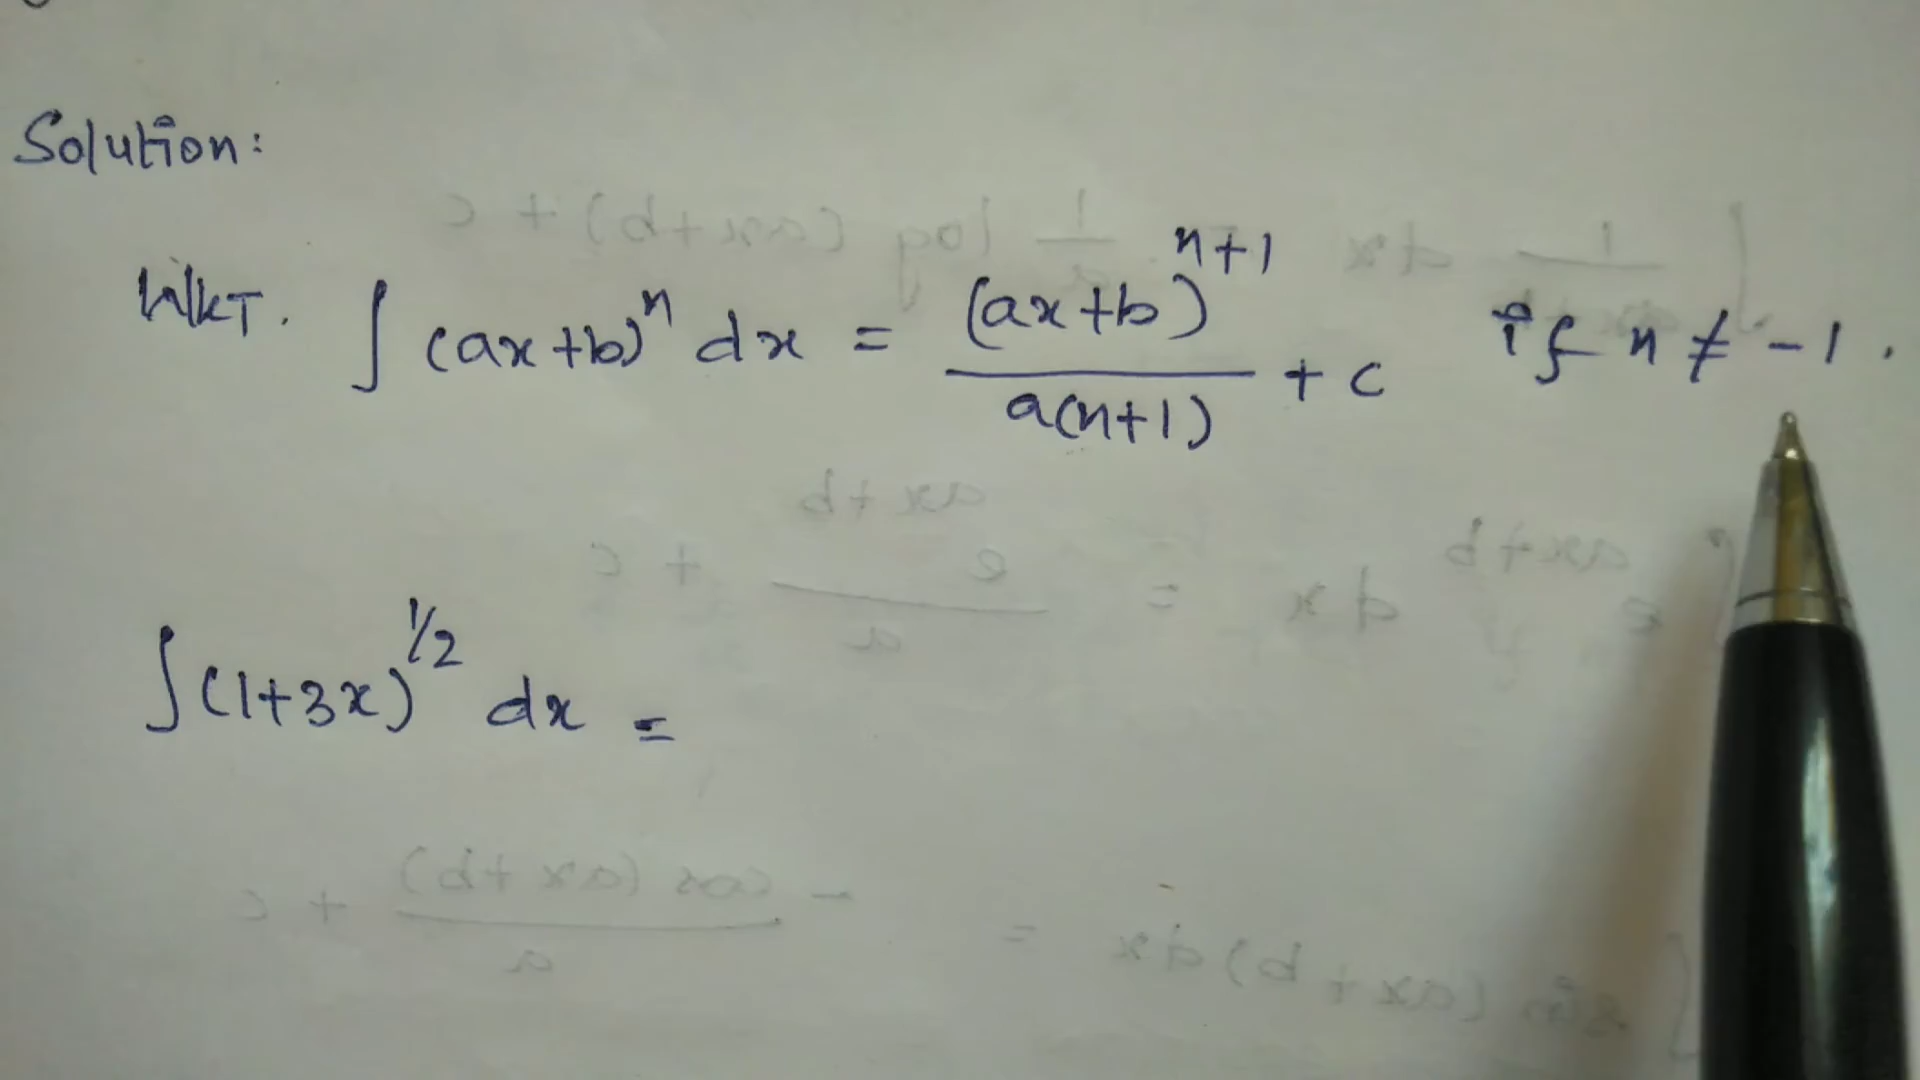 Solution:
WKT. ∫ (ax+b)^n dx = (ax+b)^{n+1} / a(n+1) + c if n ≠ -1.
∫(1+3x)^{1/2} dx =